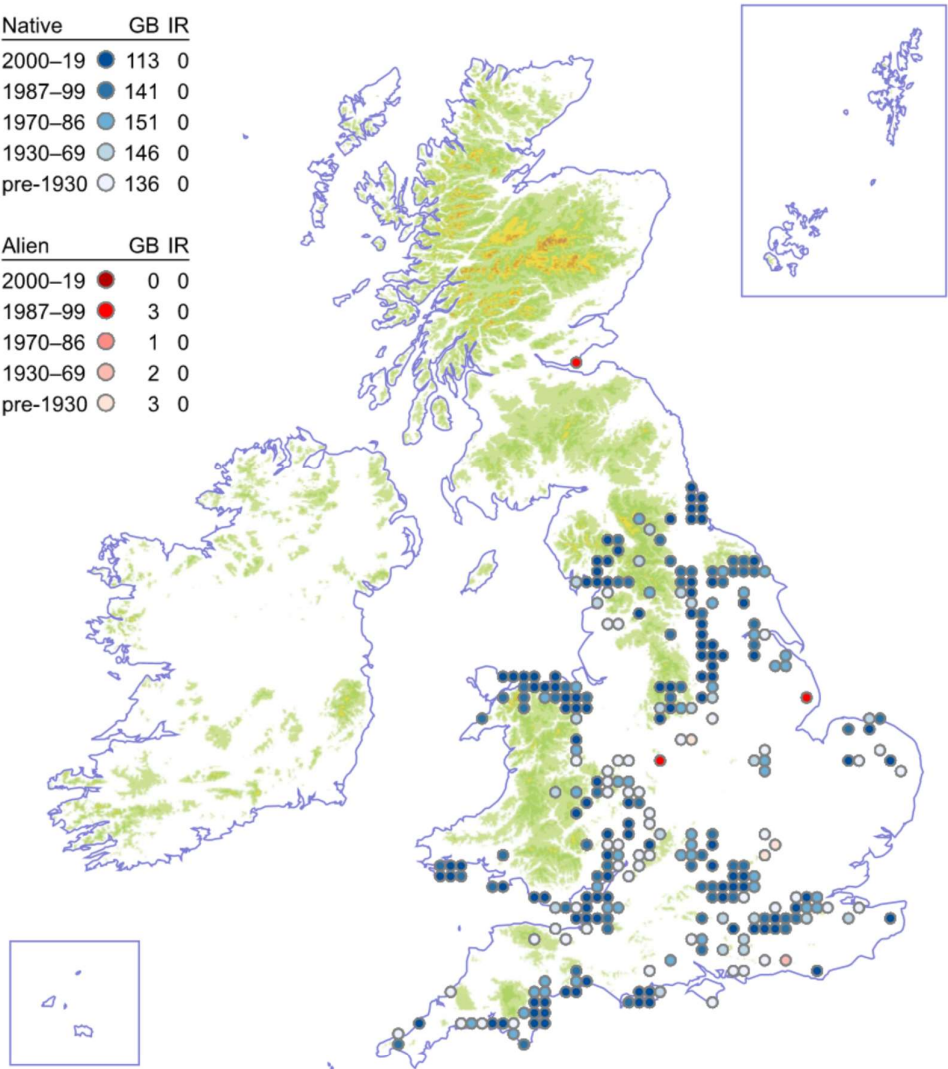 Native GB IR
2000–19 113 0
1987–99 141 0
1970–86 151 0
1930–69 146 0
pre-1930 136 0
Alien GB IR
2000–19 0 0
1987–99 3 0
1970–86 1 0
1930–69 2 0
pre-1930 3 0